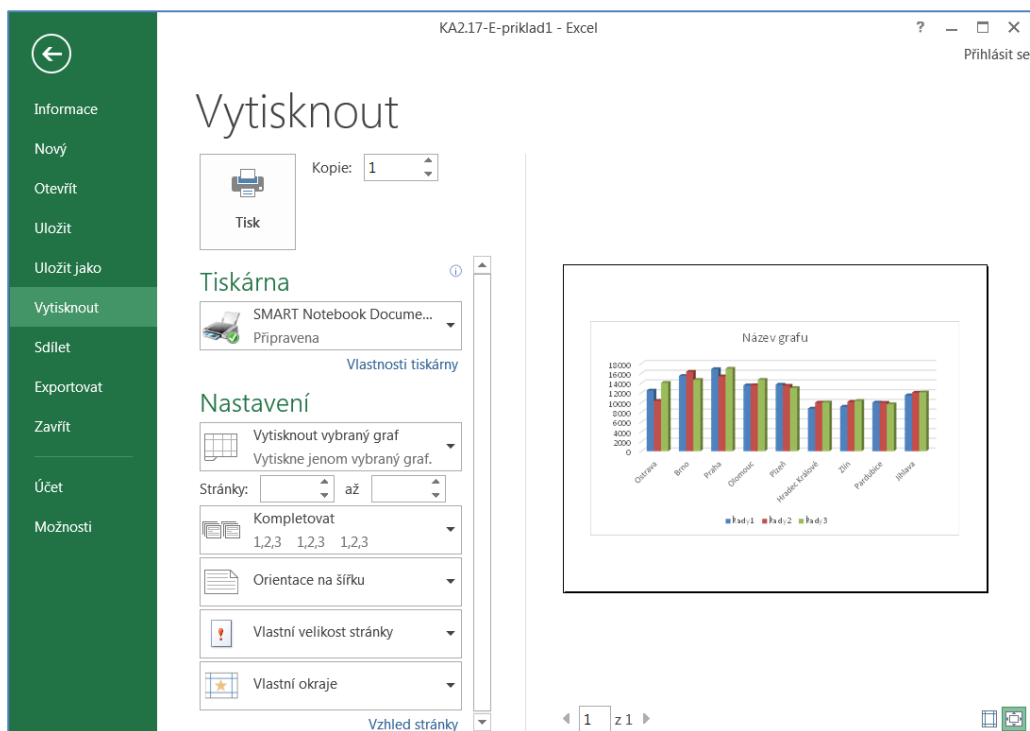 KA2.17-E-priklad1 - Excel
?
Přihlásit se
Informace
Nový
Otevřít
Uložit
Uložit jako
Vytisknout
Sdílet
Exportovat
Zavřít
Účet
Možnosti
Vytisknout
Tisk
Kopie: 1
Tiskárna
SMART Notebook Docume...
Připravena
Vlastnosti tiskárny
Nastavení
Vytisknout vybraný graf
Vytiskne jenom vybraný graf.
Stránky: až
Kompletovat
1,2,3 1,2,3 1,2,3
Orientace na šířku
Vlastní velikost stránky
Vlastní okraje
Vzhled stránky
Název grafu
18000
16000
14000
12000
10000
8000
6000
4000
2000
0
Ostrava
Brno
Praha
Olomouc
Plzeň
Hradec Králové
Zlín
Pardubice
Jihlava
Řady1 Řady2 Řady3
1 z 1